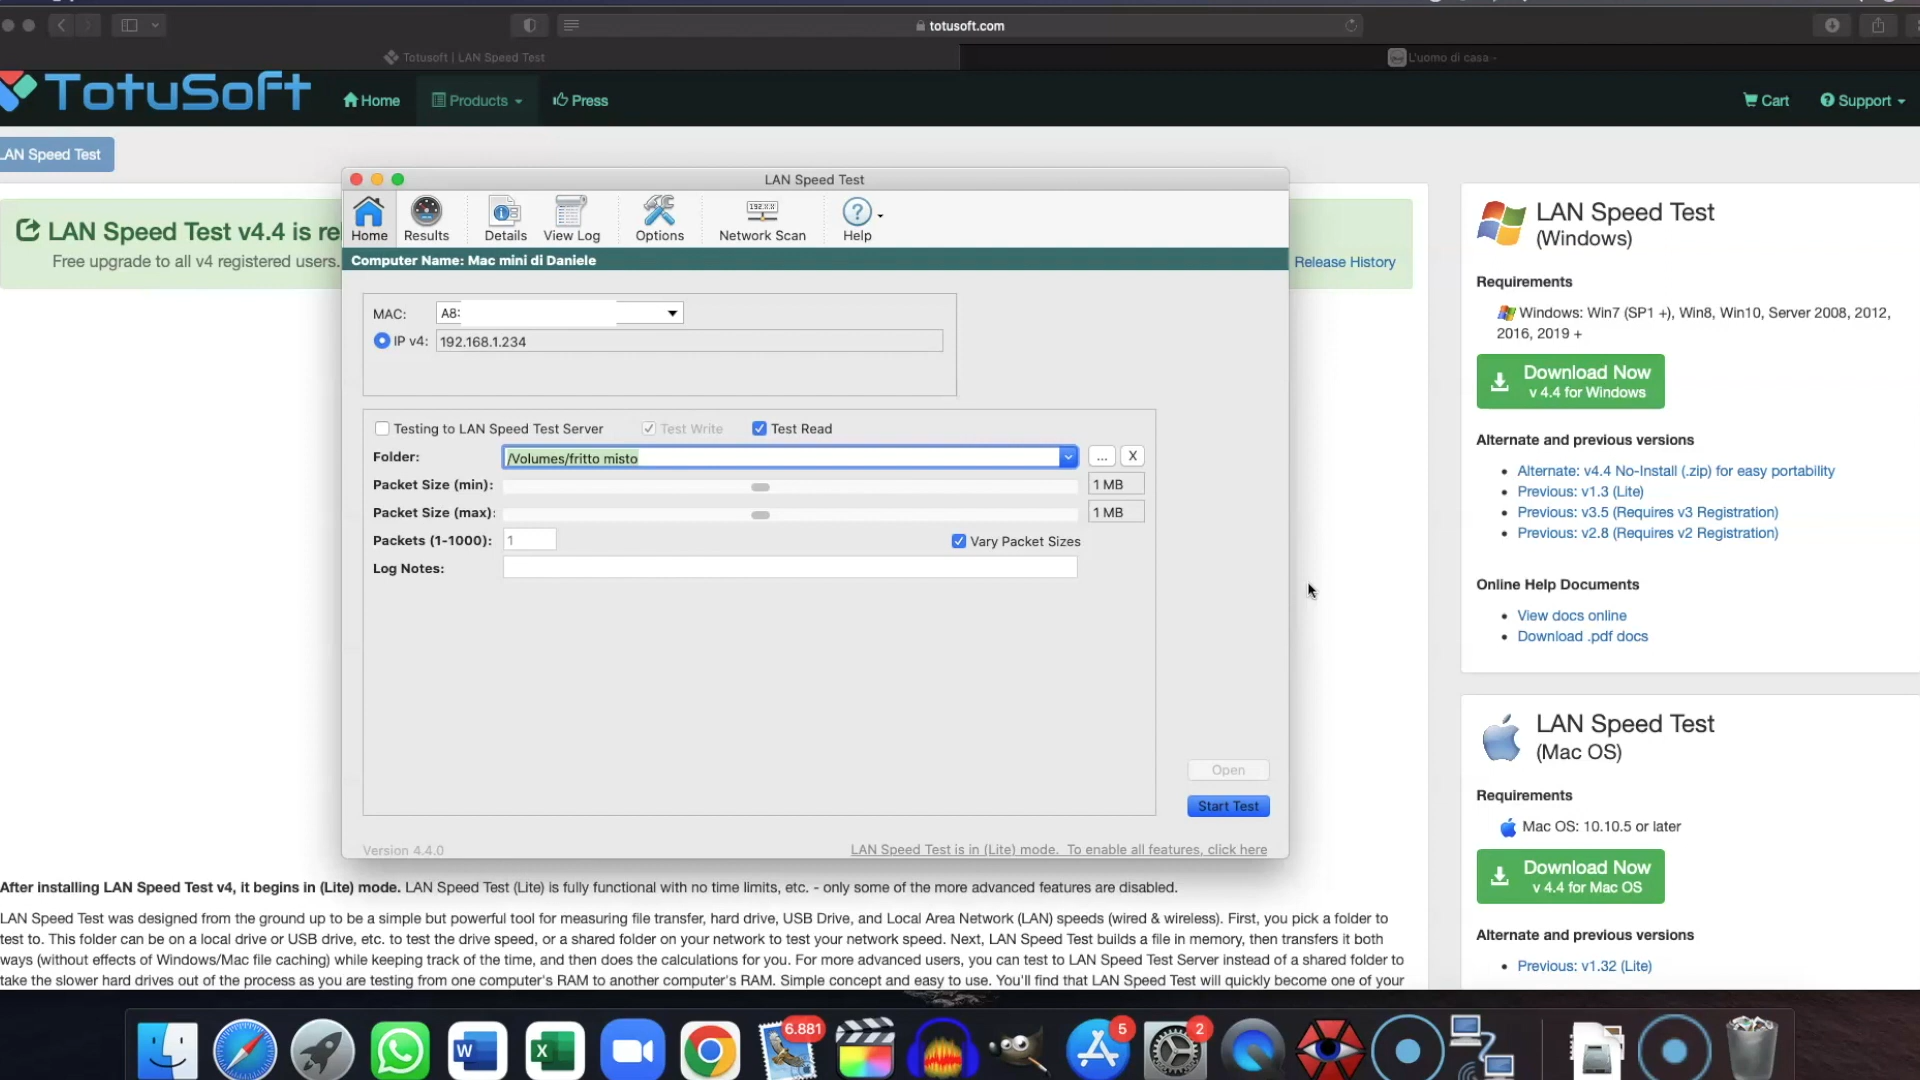 totusoft.com
Totusoft | LAN Speed Test
L'uomo di casa -
TotuSoft
Home
Products
Press
Cart
Support
LAN Speed Test
LAN Speed Test v4.4 is re
Free upgrade to all v4 registered users.
Release History
LAN Speed Test
Home
Results
Details
View Log
Options
192.X.X
Network Scan
Help
Computer Name: Mac mini di Daniele
MAC:
A8:
IP v4:
192.168.1.234
Testing to LAN Speed Test Server
Test Write
Test Read
Folder:
/Volumes/fritto misto
...
X
Packet Size (min):
1 MB
Packet Size (max):
1 MB
Packets (1-1000):
1
Vary Packet Sizes
Log Notes:
Open
Start Test
Version 4.4.0
LAN Speed Test is in (Lite) mode. To enable all features, click here
After installing LAN Speed Test v4, it begins in (Lite) mode. LAN Speed Test (Lite) is fully functional with no time limits, etc. - only some of the more advanced features are disabled.
LAN Speed Test was designed from the ground up to be a simple but powerful tool for measuring file transfer, hard drive, USB Drive, and Local Area Network (LAN) speeds (wired & wireless). First, you pick a folder to
test to. This folder can be on a local drive or USB drive, etc. to test the drive speed, or a shared folder on your network to test your network speed. Next, LAN Speed Test builds a file in memory, then transfers it both
ways (without effects of Windows/Mac file caching) while keeping track of the time, and then does the calculations for you. For more advanced users, you can test to LAN Speed Test Server instead of a shared folder to
take the slower hard drives out of the process as you are testing from one computer's RAM to another computer's RAM. Simple concept and easy to use. You'll find that LAN Speed Test will quickly become one of your
LAN Speed Test
(Windows)
Requirements
Windows: Win7 (SP1 +), Win8, Win10, Server 2008, 2012,
2016, 2019 +
Download Now
v 4.4 for Windows
Alternate and previous versions
Alternate: v4.4 No-Install (.zip) for easy portability
Previous: v1.3 (Lite)
Previous: v3.5 (Requires v3 Registration)
Previous: v2.8 (Requires v2 Registration)
Online Help Documents
View docs online
Download .pdf docs
LAN Speed Test
(Mac OS)
Requirements
Mac OS: 10.10.5 or later
Download Now
v 4.4 for Mac OS
Alternate and previous versions
Previous: v1.32 (Lite)
W
X
6.881
5
2